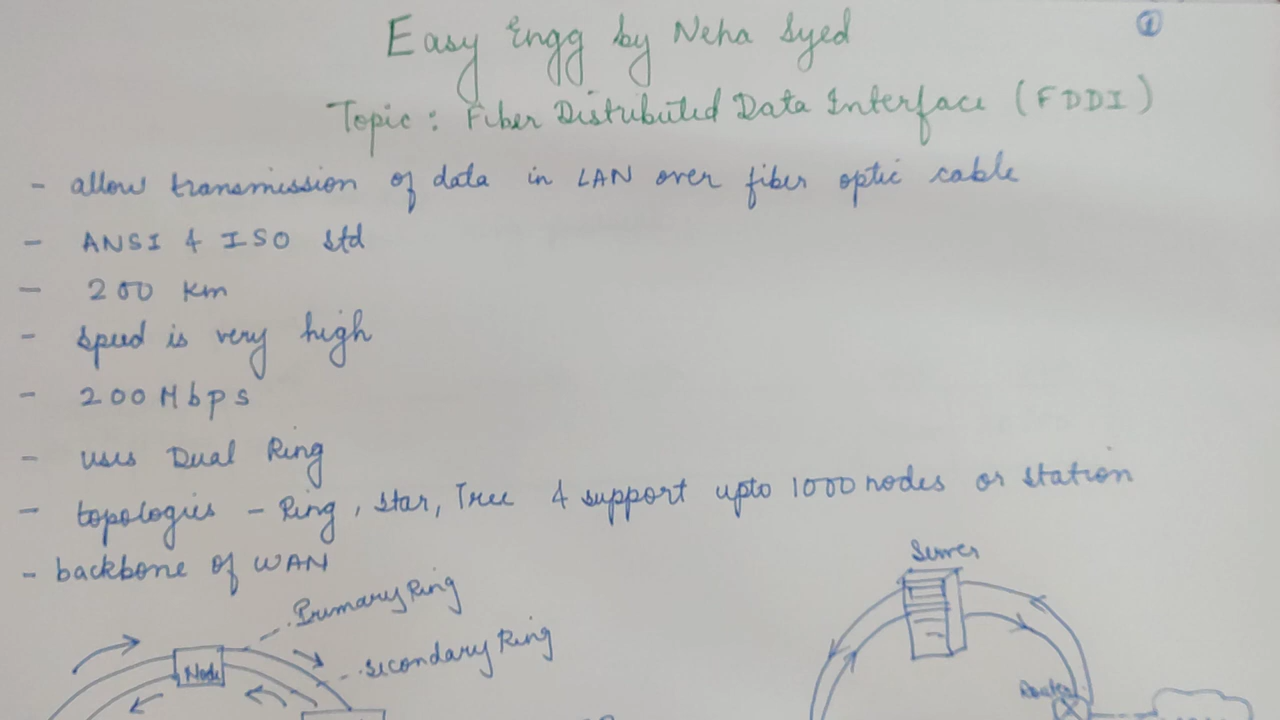 ①
Easy Engg by Neha Syed
Topic: Fiber Distributed Data Interface (FDDI)
- allow transmission of data in LAN over fiber optic cable
- ANSI & ISO std
- 200 km
- speed is very high
- 200 Mbps
- uses Dual Ring
- topologies - Ring, star, Tree & support upto 1000 nodes or station
- backbone of WAN
Server
Primary Ring
secondary Ring
Node
Router